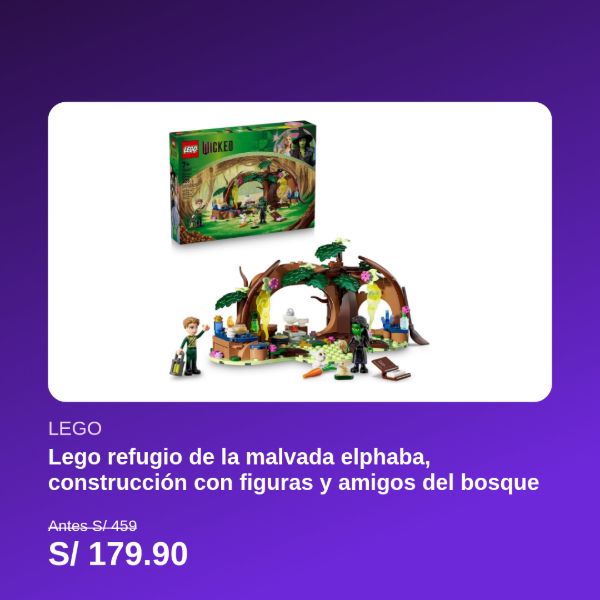 LEGO WICKED
LEGO
Lego refugio de la malvada elphaba,
construcción con figuras y amigos del bosque
Antes S/ 459
S/ 179.90